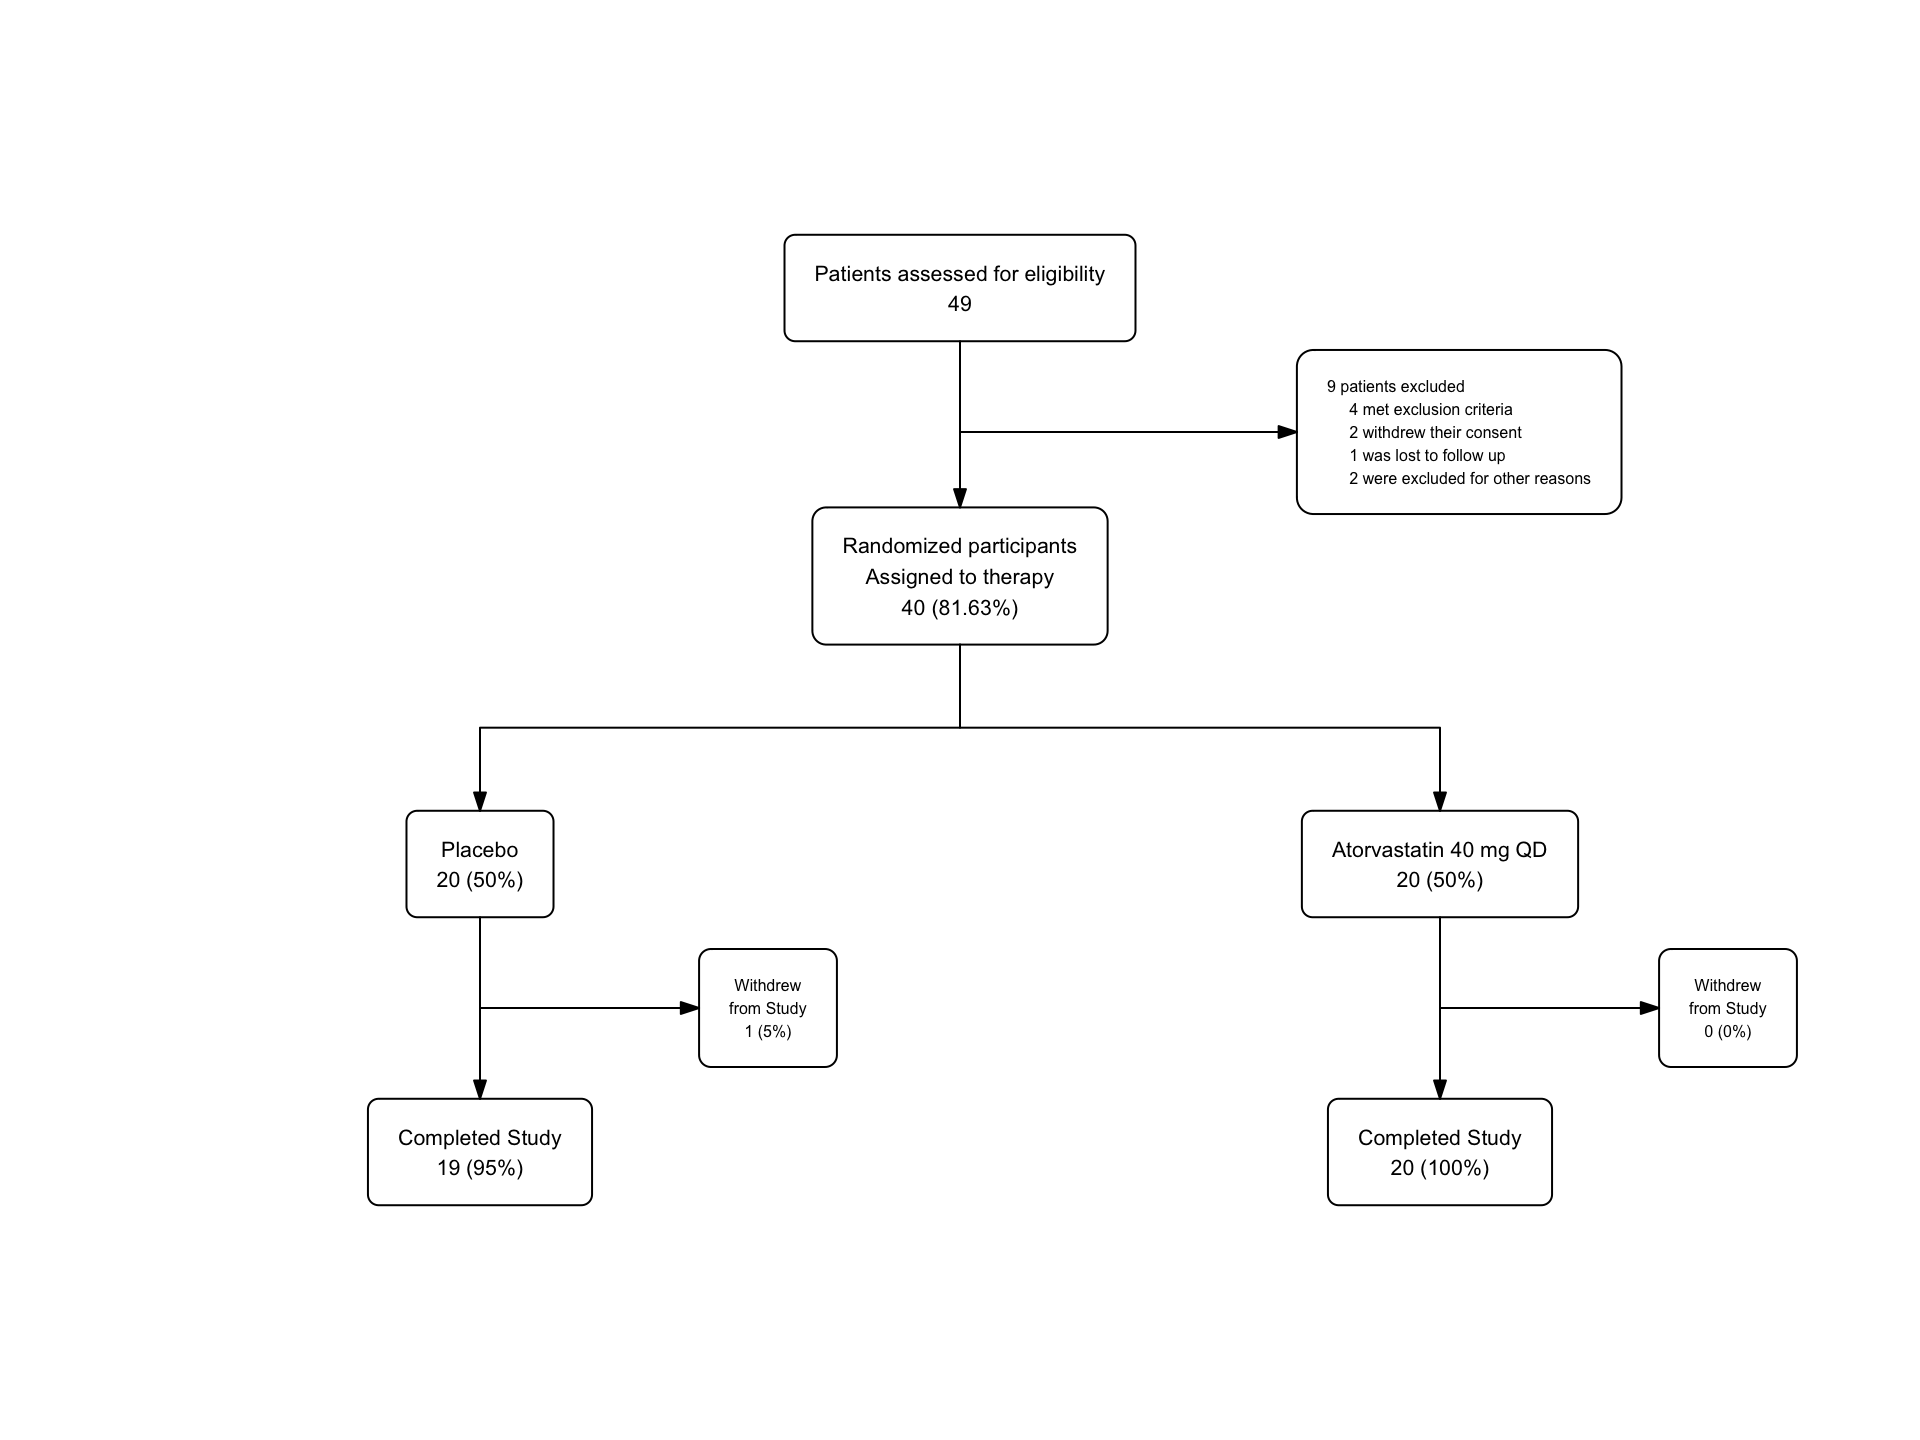 Patients assessed for eligibility
49
9 patients excluded
4 met exclusion criteria
2 withdrew their consent
1 was lost to follow up
2 were excluded for other reasons
Randomized participants
Assigned to therapy
40 (81.63%)
Placebo
20 (50%)
Atorvastatin 40 mg QD
20 (50%)
Withdrew
from Study
1 (5%)
Withdrew
from Study
0 (0%)
Completed Study
19 (95%)
Completed Study
20 (100%)